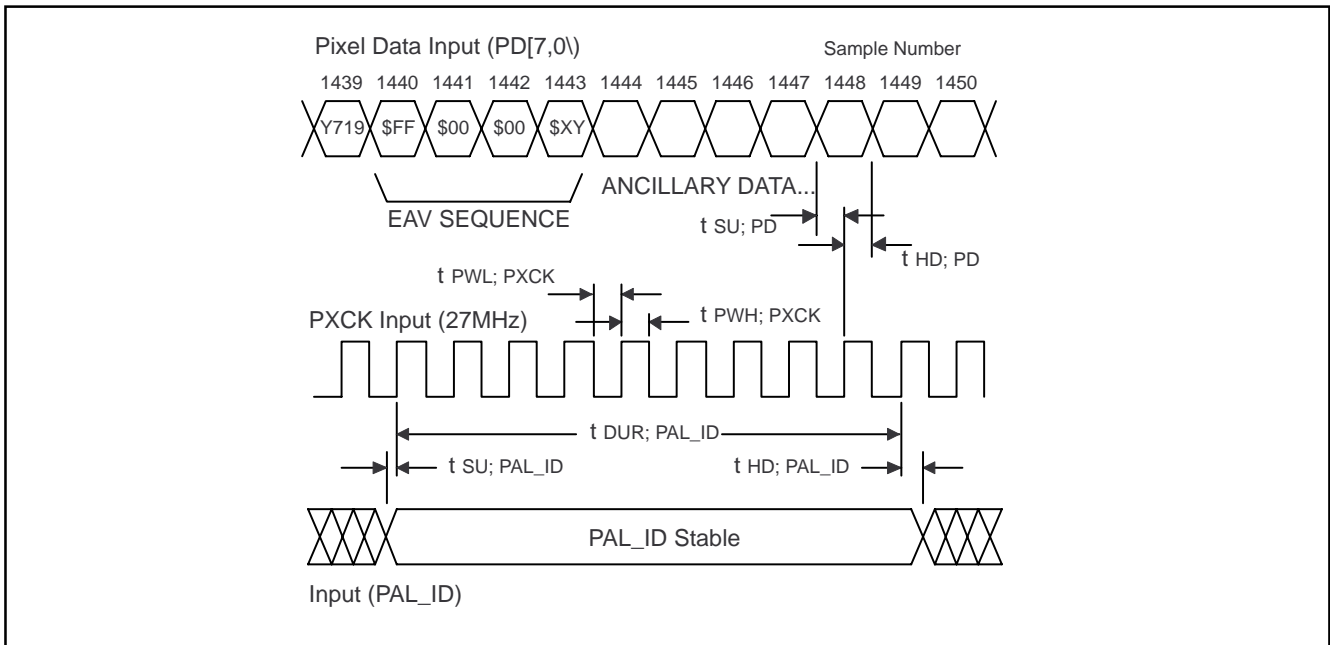 Pixel Data Input (PD[7,0\)
Sample Number
1439 1440 1441 1442 1443 1444 1445 1446 1447 1448 1449 1450
Y719 $FF $00 $00 $XY
ANCILLARY DATA...
EAV SEQUENCE
t SU; PD
t HD; PD
t PWL; PXCK
PXCK Input (27MHz)
t PWH; PXCK
t DUR; PAL_ID
t SU; PAL_ID
t HD; PAL_ID
PAL_ID Stable
Input (PAL_ID)